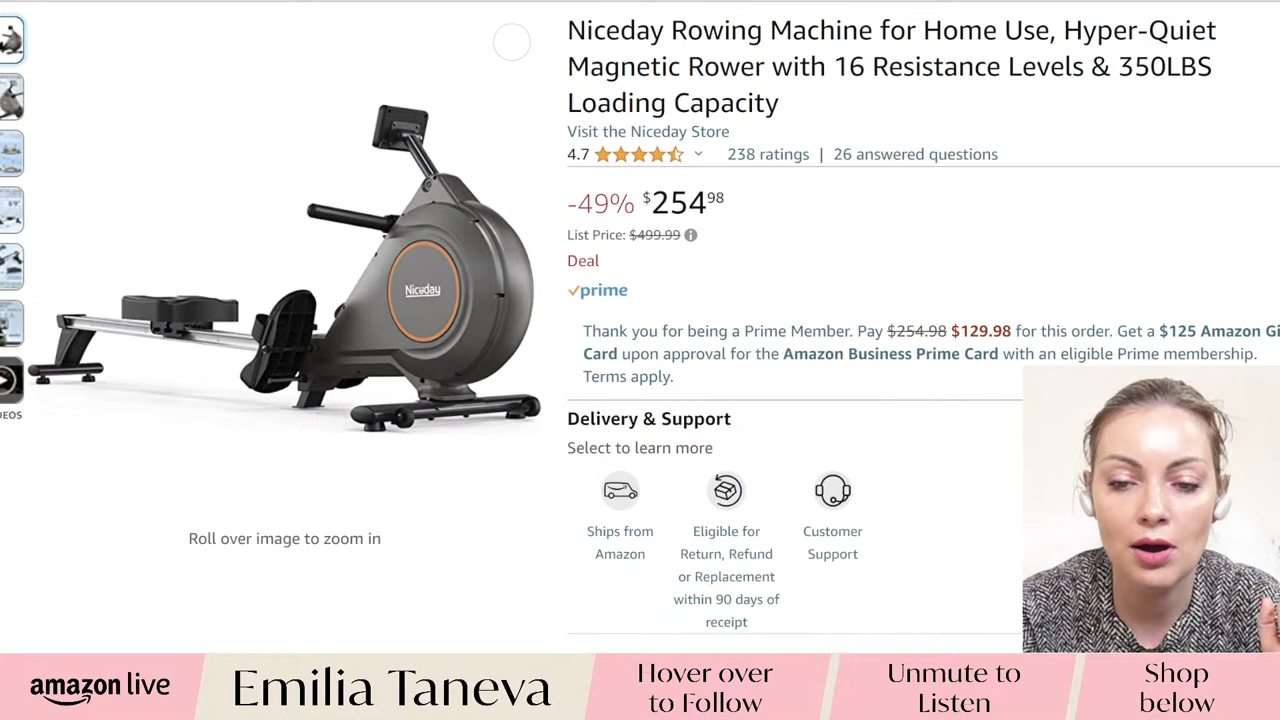 Niceday Rowing Machine for Home Use, Hyper-Quiet
Magnetic Rower with 16 Resistance Levels & 350LBS
Loading Capacity
Visit the Niceday Store
4.7 238 ratings | 26 answered questions
-49% $254 98
List Price: $499.99
Deal
prime
Thank you for being a Prime Member. Pay $254.98 $129.98 for this order. Get a $125 Amazon Gi
Card upon approval for the Amazon Business Prime Card with an eligible Prime membership.
Terms apply.
Delivery & Support
Select to learn more
Ships from
Amazon
Eligible for
Return, Refund
or Replacement
within 90 days of
receipt
Customer
Support
Niceday
DEOS
Roll over image to zoom in
amazon live
Emilia Taneva
Hover over
to Follow
Unmute to
Listen
Shop
below